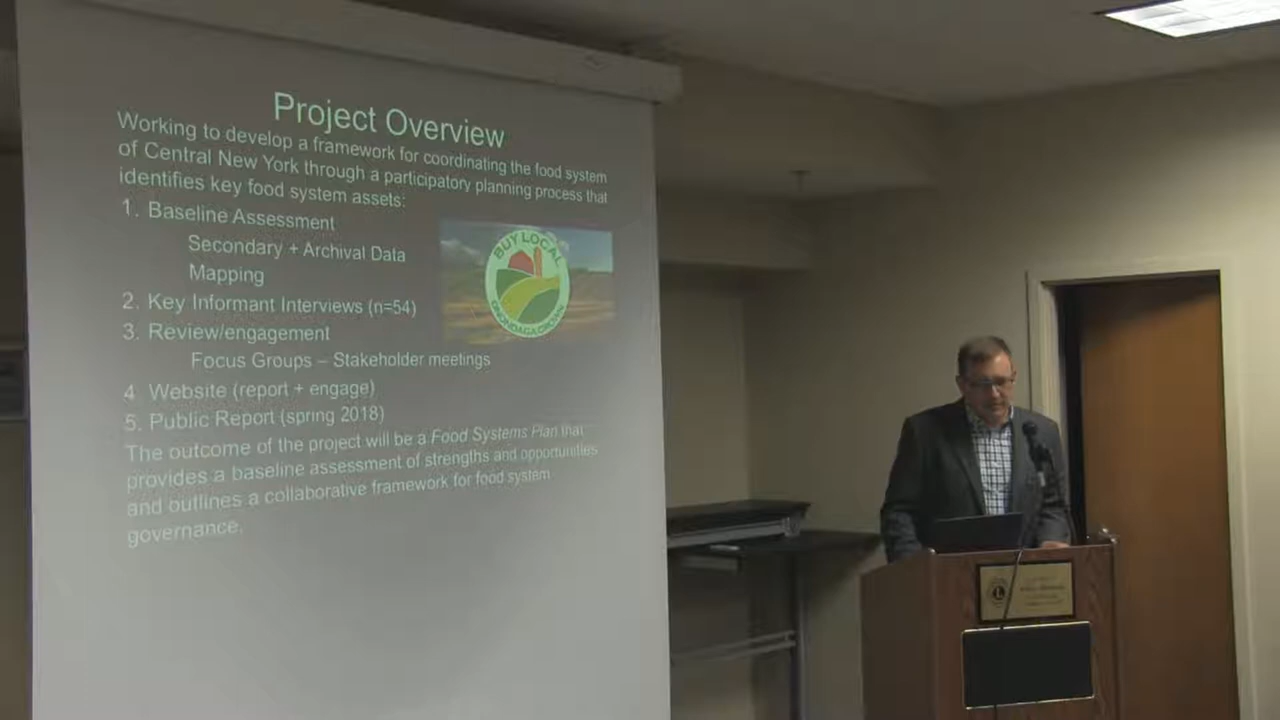 Project Overview
Working to develop a framework for coordinating the food system
of Central New York through a participatory planning process that
identifies key food system assets:
1. Baseline Assessment
Secondary + Archival Data
Mapping
BUY LOCAL
ONONDAGA GROWN
2. Key Informant Interviews (n=54)
3. Review/engagement
Focus Groups – Stakeholder meetings
4 Website (report + engage)
5. Public Report (spring 2018)
The outcome of the project will be a Food Systems Plan that
provides a baseline assessment of strengths and opportunities
and outlines a collaborative framework for food system
governance.
L